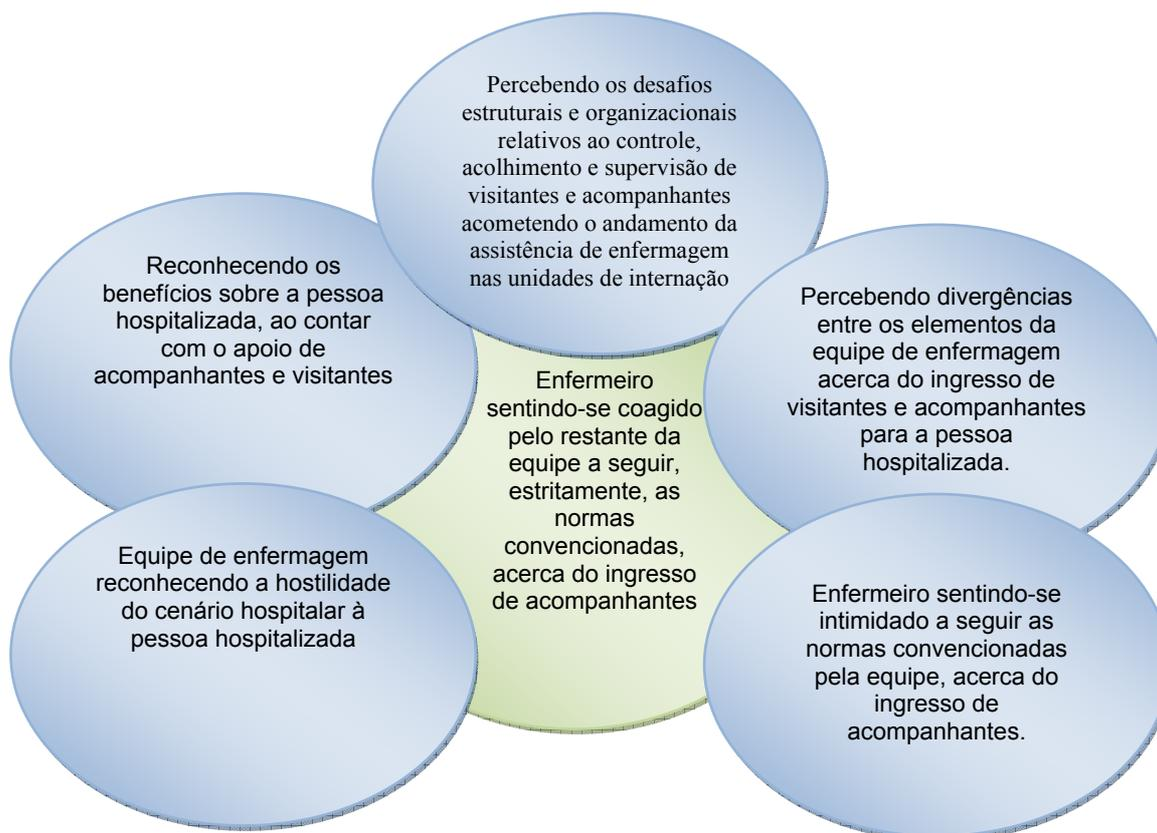 Percebendo os desafios
estruturais e organizacionais
relativos ao controle,
acolhimento e supervisão de
visitantes e acompanhantes
acometendo o andamento da
assistência de enfermagem
nas unidades de internação
Reconhecendo os
benefícios sobre a pessoa
hospitalizada, ao contar
com o apoio de
acompanhantes e visitantes
Percebendo divergências
entre os elementos da
equipe de enfermagem
acerca do ingresso de
visitantes e acompanhantes
para a pessoa
hospitalizada.
Enfermeiro
sentindo-se coagido
pelo restante da
equipe a seguir,
estritamente, as
normas
convencionadas,
acerca do ingresso
de acompanhantes
Equipe de enfermagem
reconhecendo a hostilidade
do cenário hospitalar à
pessoa hospitalizada
Enfermeiro sentindo-se
intimidado a seguir as
normas convencionadas
pela equipe, acerca do
ingresso de
acompanhantes.